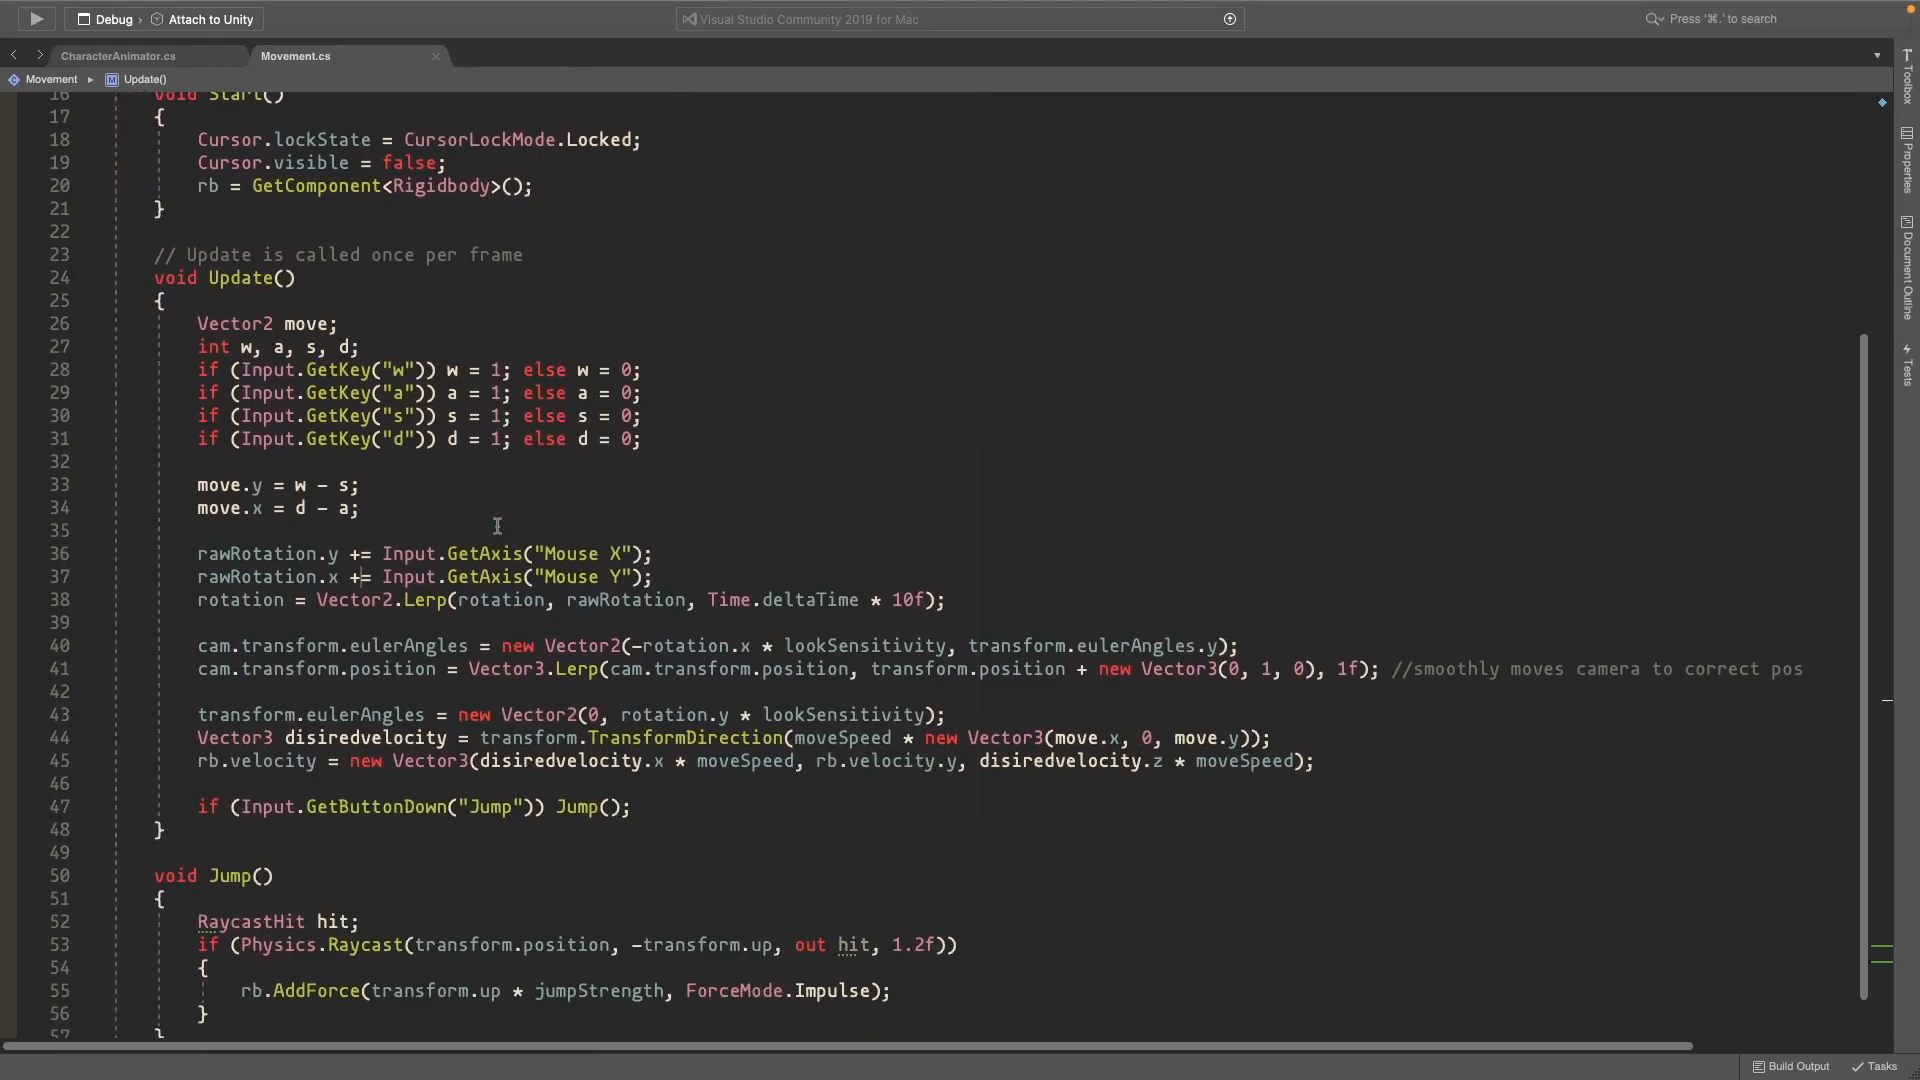 Debug › Attach to Unity
Visual Studio Community 2019 for Mac
Press '⌘.' to search
CharacterAnimator.cs
Movement.cs
Movement ▸ Update()
16 void Start()
17 {
18 Cursor.lockState = CursorLockMode.Locked;
19 Cursor.visible = false;
20 rb = GetComponent<Rigidbody>();
21 }
22
23 // Update is called once per frame
24 void Update()
25 {
26 Vector2 move;
27 int w, a, s, d;
28 if (Input.GetKey("w")) w = 1; else w = 0;
29 if (Input.GetKey("a")) a = 1; else a = 0;
30 if (Input.GetKey("s")) s = 1; else s = 0;
31 if (Input.GetKey("d")) d = 1; else d = 0;
32
33 move.y = w - s;
34 move.x = d - a;
35
36 rawRotation.y += Input.GetAxis("Mouse X");
37 rawRotation.x += Input.GetAxis("Mouse Y");
38 rotation = Vector2.Lerp(rotation, rawRotation, Time.deltaTime * 10f);
39
40 cam.transform.eulerAngles = new Vector2(-rotation.x * lookSensitivity, transform.eulerAngles.y);
41 cam.transform.position = Vector3.Lerp(cam.transform.position, transform.position + new Vector3(0, 1, 0), 1f); //smoothly moves camera to correct pos
42
43 transform.eulerAngles = new Vector2(0, rotation.y * lookSensitivity);
44 Vector3 disiredvelocity = transform.TransformDirection(moveSpeed * new Vector3(move.x, 0, move.y));
45 rb.velocity = new Vector3(disiredvelocity.x * moveSpeed, rb.velocity.y, disiredvelocity.z * moveSpeed);
46
47 if (Input.GetButtonDown("Jump")) Jump();
48 }
49
50 void Jump()
51 {
52 RaycastHit hit;
53 if (Physics.Raycast(transform.position, -transform.up, out hit, 1.2f))
54 {
55 rb.AddForce(transform.up * jumpStrength, ForceMode.Impulse);
56 }
57 }
Toolbox
Properties
Document Outline
Tests
Build Output
Tasks